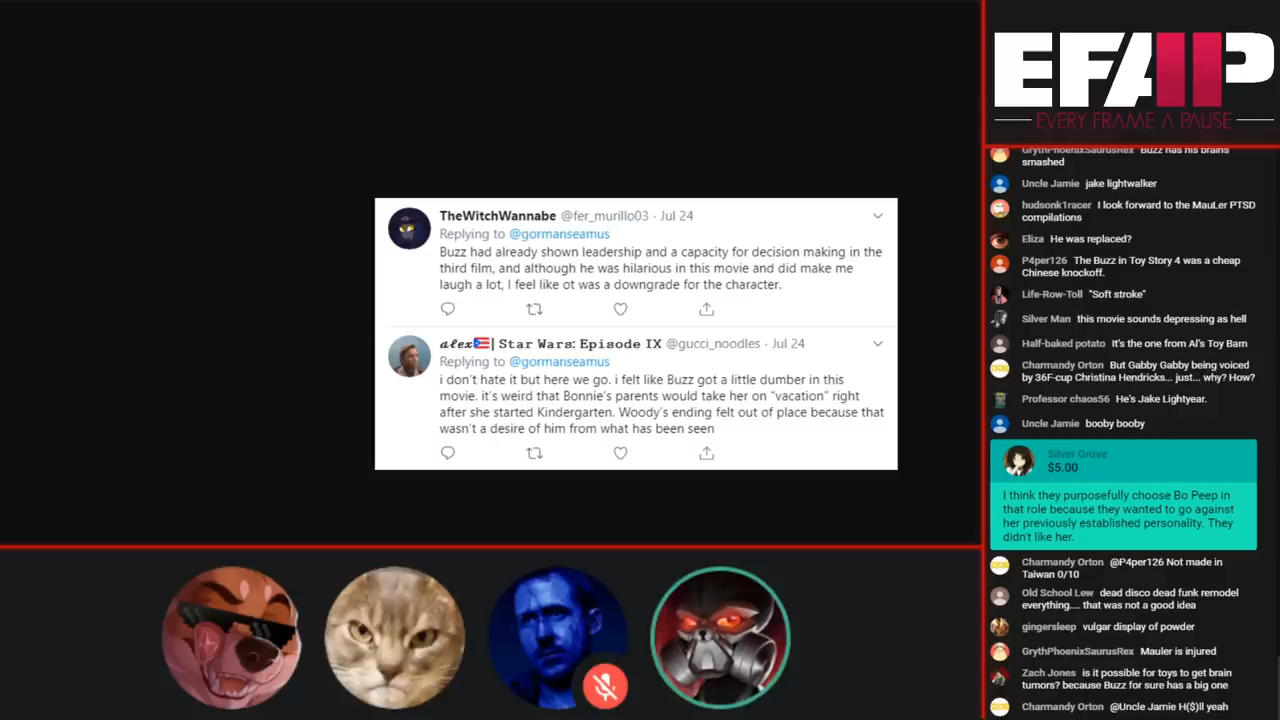 TheWitchWannabe @fer_murillo03 · Jul 24
Replying to @gormanseamus
Buzz had already shown leadership and a capacity for decision making in the
third film, and although he was hilarious in this movie and did make me
laugh a lot, I feel like ot was a downgrade for the character.
alex🇵🇷| Star Wars: Episode IX @gucci_noodles · Jul 24
Replying to @gormanseamus
i don't hate it but here we go. i felt like Buzz got a little dumber in this
movie. it's weird that Bonnie's parents would take her on “vacation” right
after she started Kindergarten. Woody's ending felt out of place because that
wasn't a desire of him from what has been seen
EFAP
EVERY FRAME A PAUSE
GrythPhoenixSaurusRex Buzz has his brains
smashed
Uncle Jamie jake lightwalker
hudsonk1racer I look forward to the MauLer PTSD
compilations
Eliza He was replaced?
P4per126 The Buzz in Toy Story 4 was a cheap
Chinese knockoff.
Life-Row-Toll "Soft stroke"
Silver Man this movie sounds depressing as hell
Half-baked potato It's the one from Al's Toy Barn
Charmandy Orton But Gabby Gabby being voiced
by 36F-cup Christina Hendricks... just... why? How?
Professor chaos56 He's Jake Lightyear.
Uncle Jamie booby booby
Silver Grove
$5.00
I think they purposefully choose Bo Peep in
that role because they wanted to go against
her previously established personality. They
didn't like her.
Charmandy Orton @P4per126 Not made in
Taiwan 0/10
Old School Lew dead disco dead funk remodel
everything.... that was not a good idea
gingersleep vulgar display of powder
GrythPhoenixSaurusRex Mauler is injured
Zach Jones is it possible for toys to get brain
tumors? because Buzz for sure has a big one
Charmandy Orton @Uncle Jamie H($)ll yeah